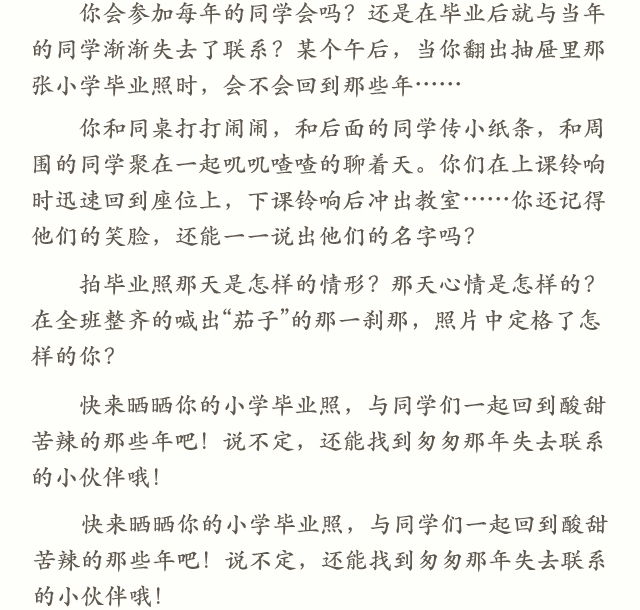 你会参加每年的同学会吗？还是在毕业后就与当年
的同学渐渐失去了联系？某个午后，当你翻出抽屉里那
张小学毕业照时，会不会回到那些年……
你和同桌打打闹闹，和后面的同学传小纸条，和周
围的同学聚在一起叽叽喳喳的聊着天。你们在上课铃响
时迅速回到座位上，下课铃响后冲出教室……你还记得
他们的笑脸，还能一一说出他们的名字吗？
拍毕业照那天是怎样的情形？那天心情是怎样的？
在全班整齐的喊出“茄子”的那一刹那，照片中定格了怎
样的你？
快来晒晒你的小学毕业照，与同学们一起回到酸甜
苦辣的那些年吧！说不定，还能找到匆匆那年失去联系
的小伙伴哦！
快来晒晒你的小学毕业照，与同学们一起回到酸甜
苦辣的那些年吧！说不定，还能找到匆匆那年失去联系
的小伙伴哦！